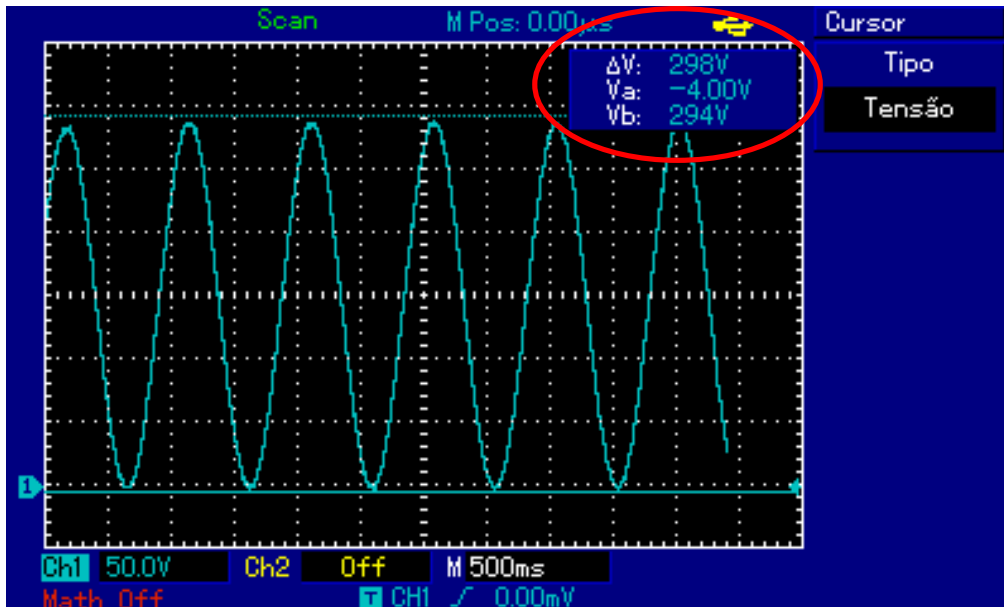 Scan M Pos: 0.00μs Cursor
ΔV: 298V
Va: -4.00V
Vb: 294V
Tipo
Tensão
1
Ch1 50.0V Ch2 Off M 500ms
Math Off T CH1 0.00mV